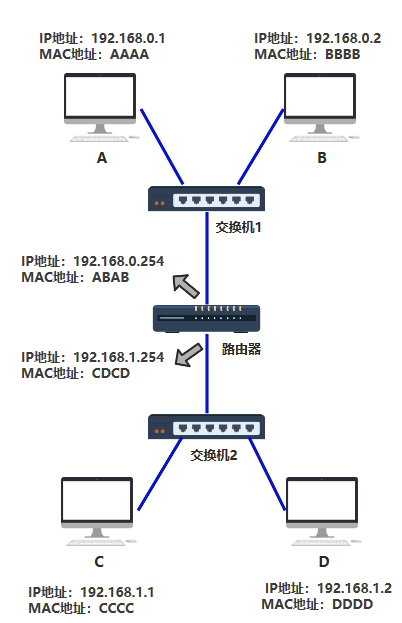 IP地址：192.168.0.1
MAC地址：AAAA
IP地址：192.168.0.2
MAC地址：BBBB
A
B
交换机1
IP地址：192.168.0.254
MAC地址：ABAB
路由器
IP地址：192.168.1.254
MAC地址：CDCD
交换机2
C
D
IP地址：192.168.1.1
MAC地址：CCCC
IP地址：192.168.1.2
MAC地址：DDDD